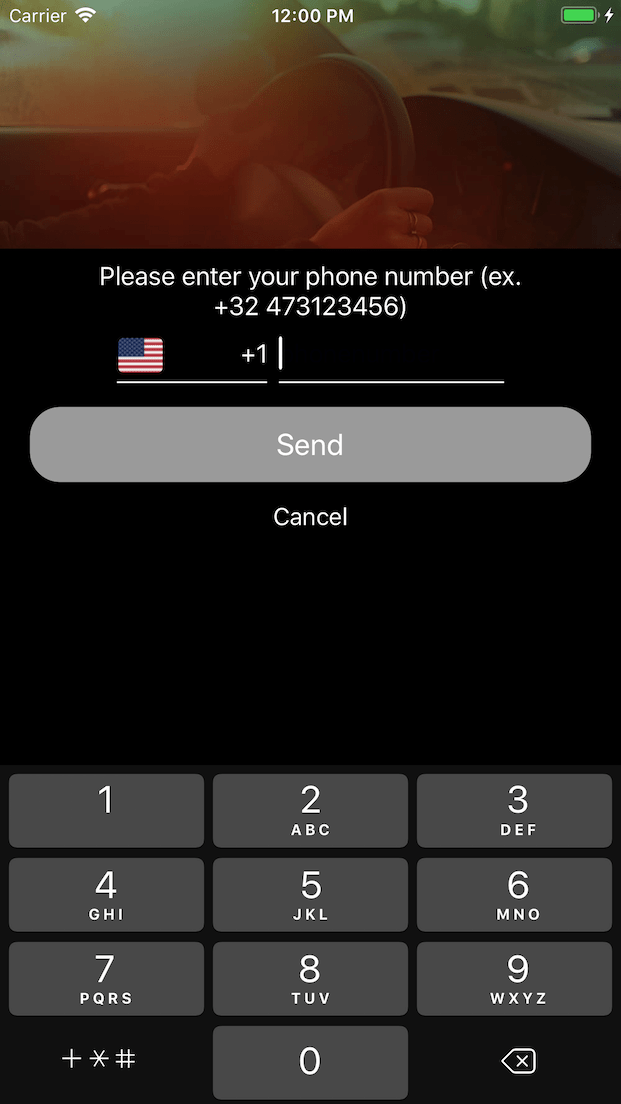 Carrier 12:00 PM
Please enter your phone number (ex.
+32 473123456)
+1
Send
Cancel
1 2 3
ABC DEF
4 5 6
GHI JKL MNO
7 8 9
PQRS TUV WXYZ
+*# 0